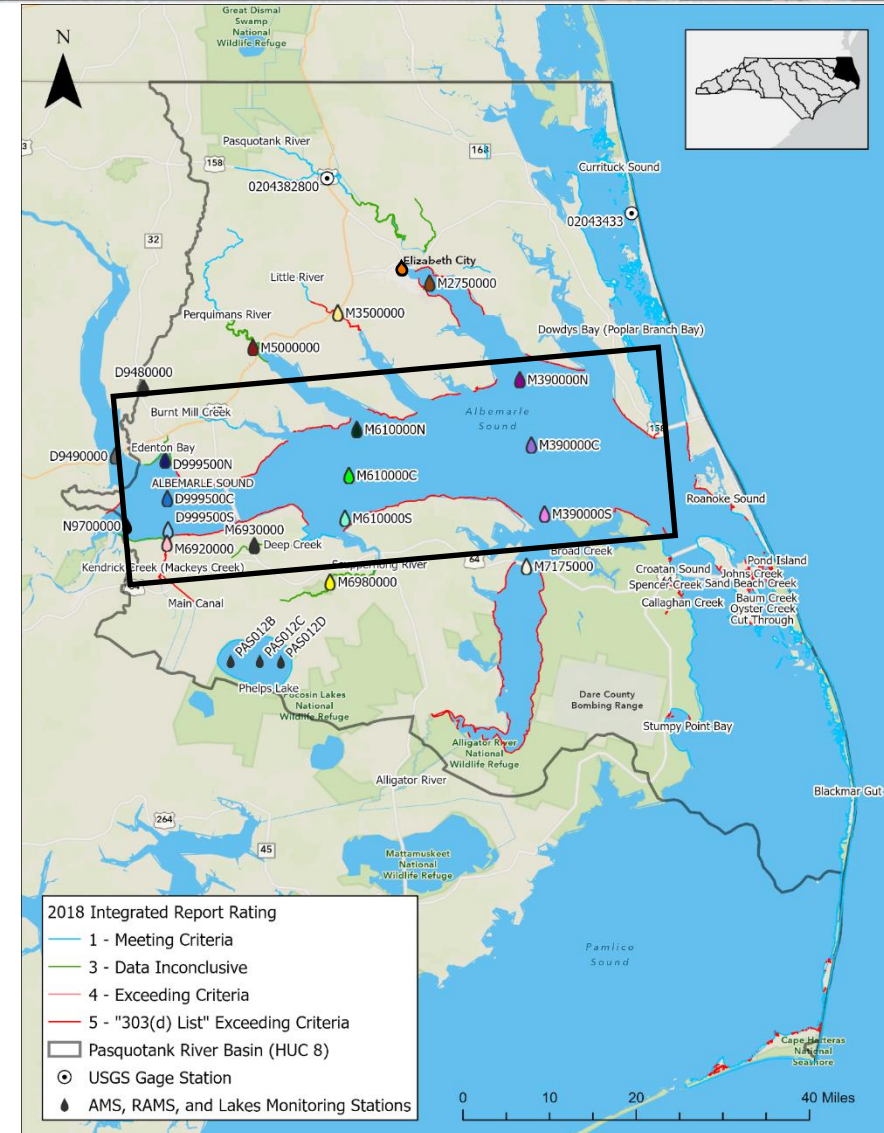 Great Dismal
Swamp
National
Wildlife Refuge
N
Pasquotank River
158
168
0204382800
Currituck Sound
02043433
32
Elizabeth City
M2750000
Little River
M3500000
Perquimans River
M5000000
Dowdys Bay (Poplar Branch Bay)
D9480000
M390000N
Burnt Mill Creek
Albemarle
Sound
M610000N
158
Edenton Bay
D9490000
D999500N
M390000C
M610000C
ALBEMARLE SOUND
D999500C
Roanoke Sound
D999500S
M610000S
M390000S
N9700000
M6930000
M6920000
Deep Creek
Scuppernong River
64
Broad Creek
M7175000
Kendrick Creek (Mackeys Creek)
Croatan Sound
Pond Island
64
Johns Creek
M6980000
Spencer Creek
Sand Beach Creek
Main Canal
Callaghan Creek
Baum Creek
Oyster Creek
Cut Through
PAS012B
PAS012C
PAS012D
Phelps Lake
Pocosin Lakes
National
Wildlife Refuge
Dare County
Bombing Range
Stumpy Point Bay
Alligator River
National
Wildlife Refuge
Alligator River
Blackmar Gut
264
45
Mattamuskeet
National
Wildlife Refuge
Pamlico
Sound
2018 Integrated Report Rating
1 - Meeting Criteria
3 - Data Inconclusive
4 - Exceeding Criteria
5 - "303(d) List" Exceeding Criteria
Pasquotank River Basin (HUC 8)
USGS Gage Station
AMS, RAMS, and Lakes Monitoring Stations
Cape Hatteras
National
Seashore
0 10 20 40 Miles